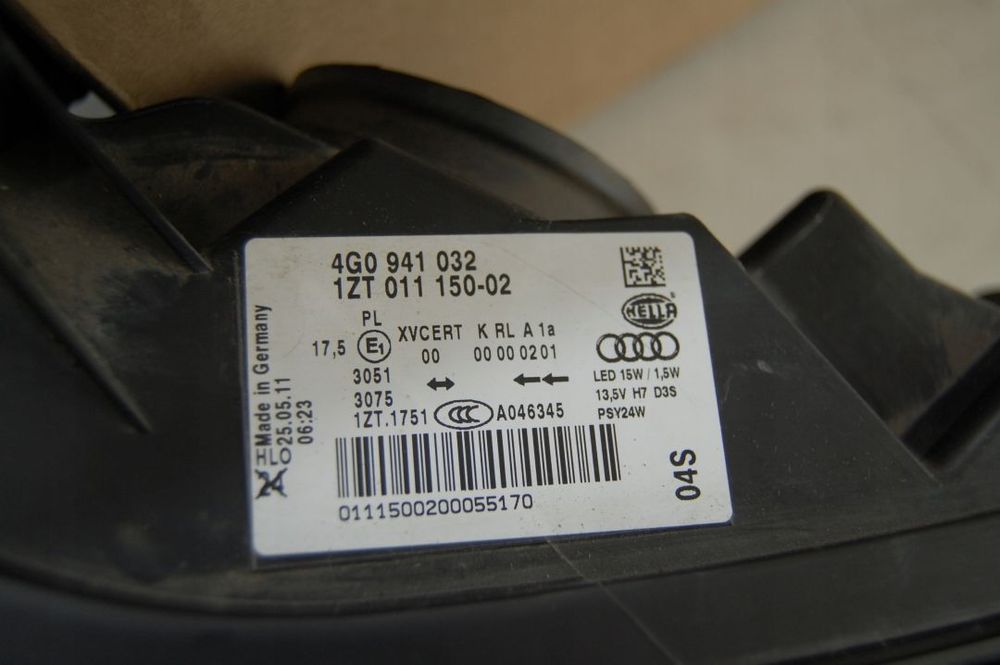 4G0 941 032
1ZT 011 150-02
HELLA
PL
17,5 E1 XVCERT K RL A 1a
00 00 00 02 01
3051
3075
1ZT.1751 CCC A046345
LED 15W / 1,5W
13,5V H7 D3S
PSY24W
0111500200055170
04S
Made in Germany
25.05.11
06:23